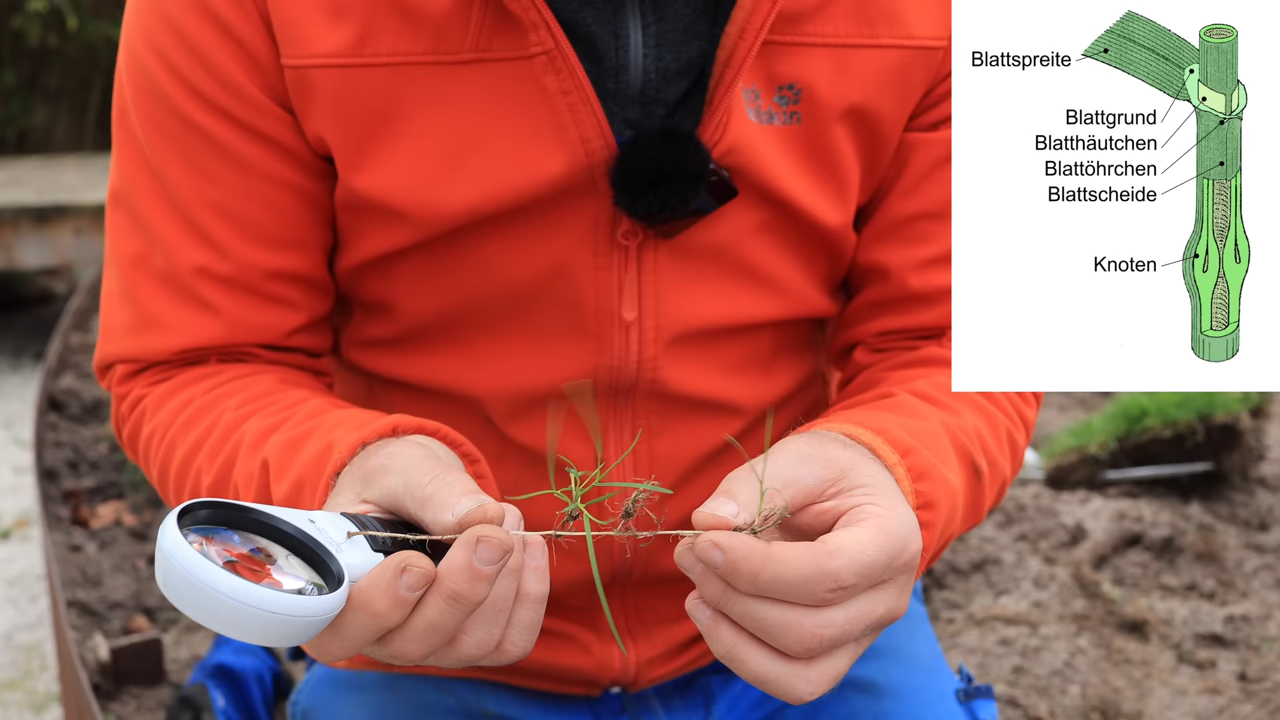 Blattspreite
Blattgrund
Blatthäutchen
Blattöhrchen
Blattscheide
Knoten